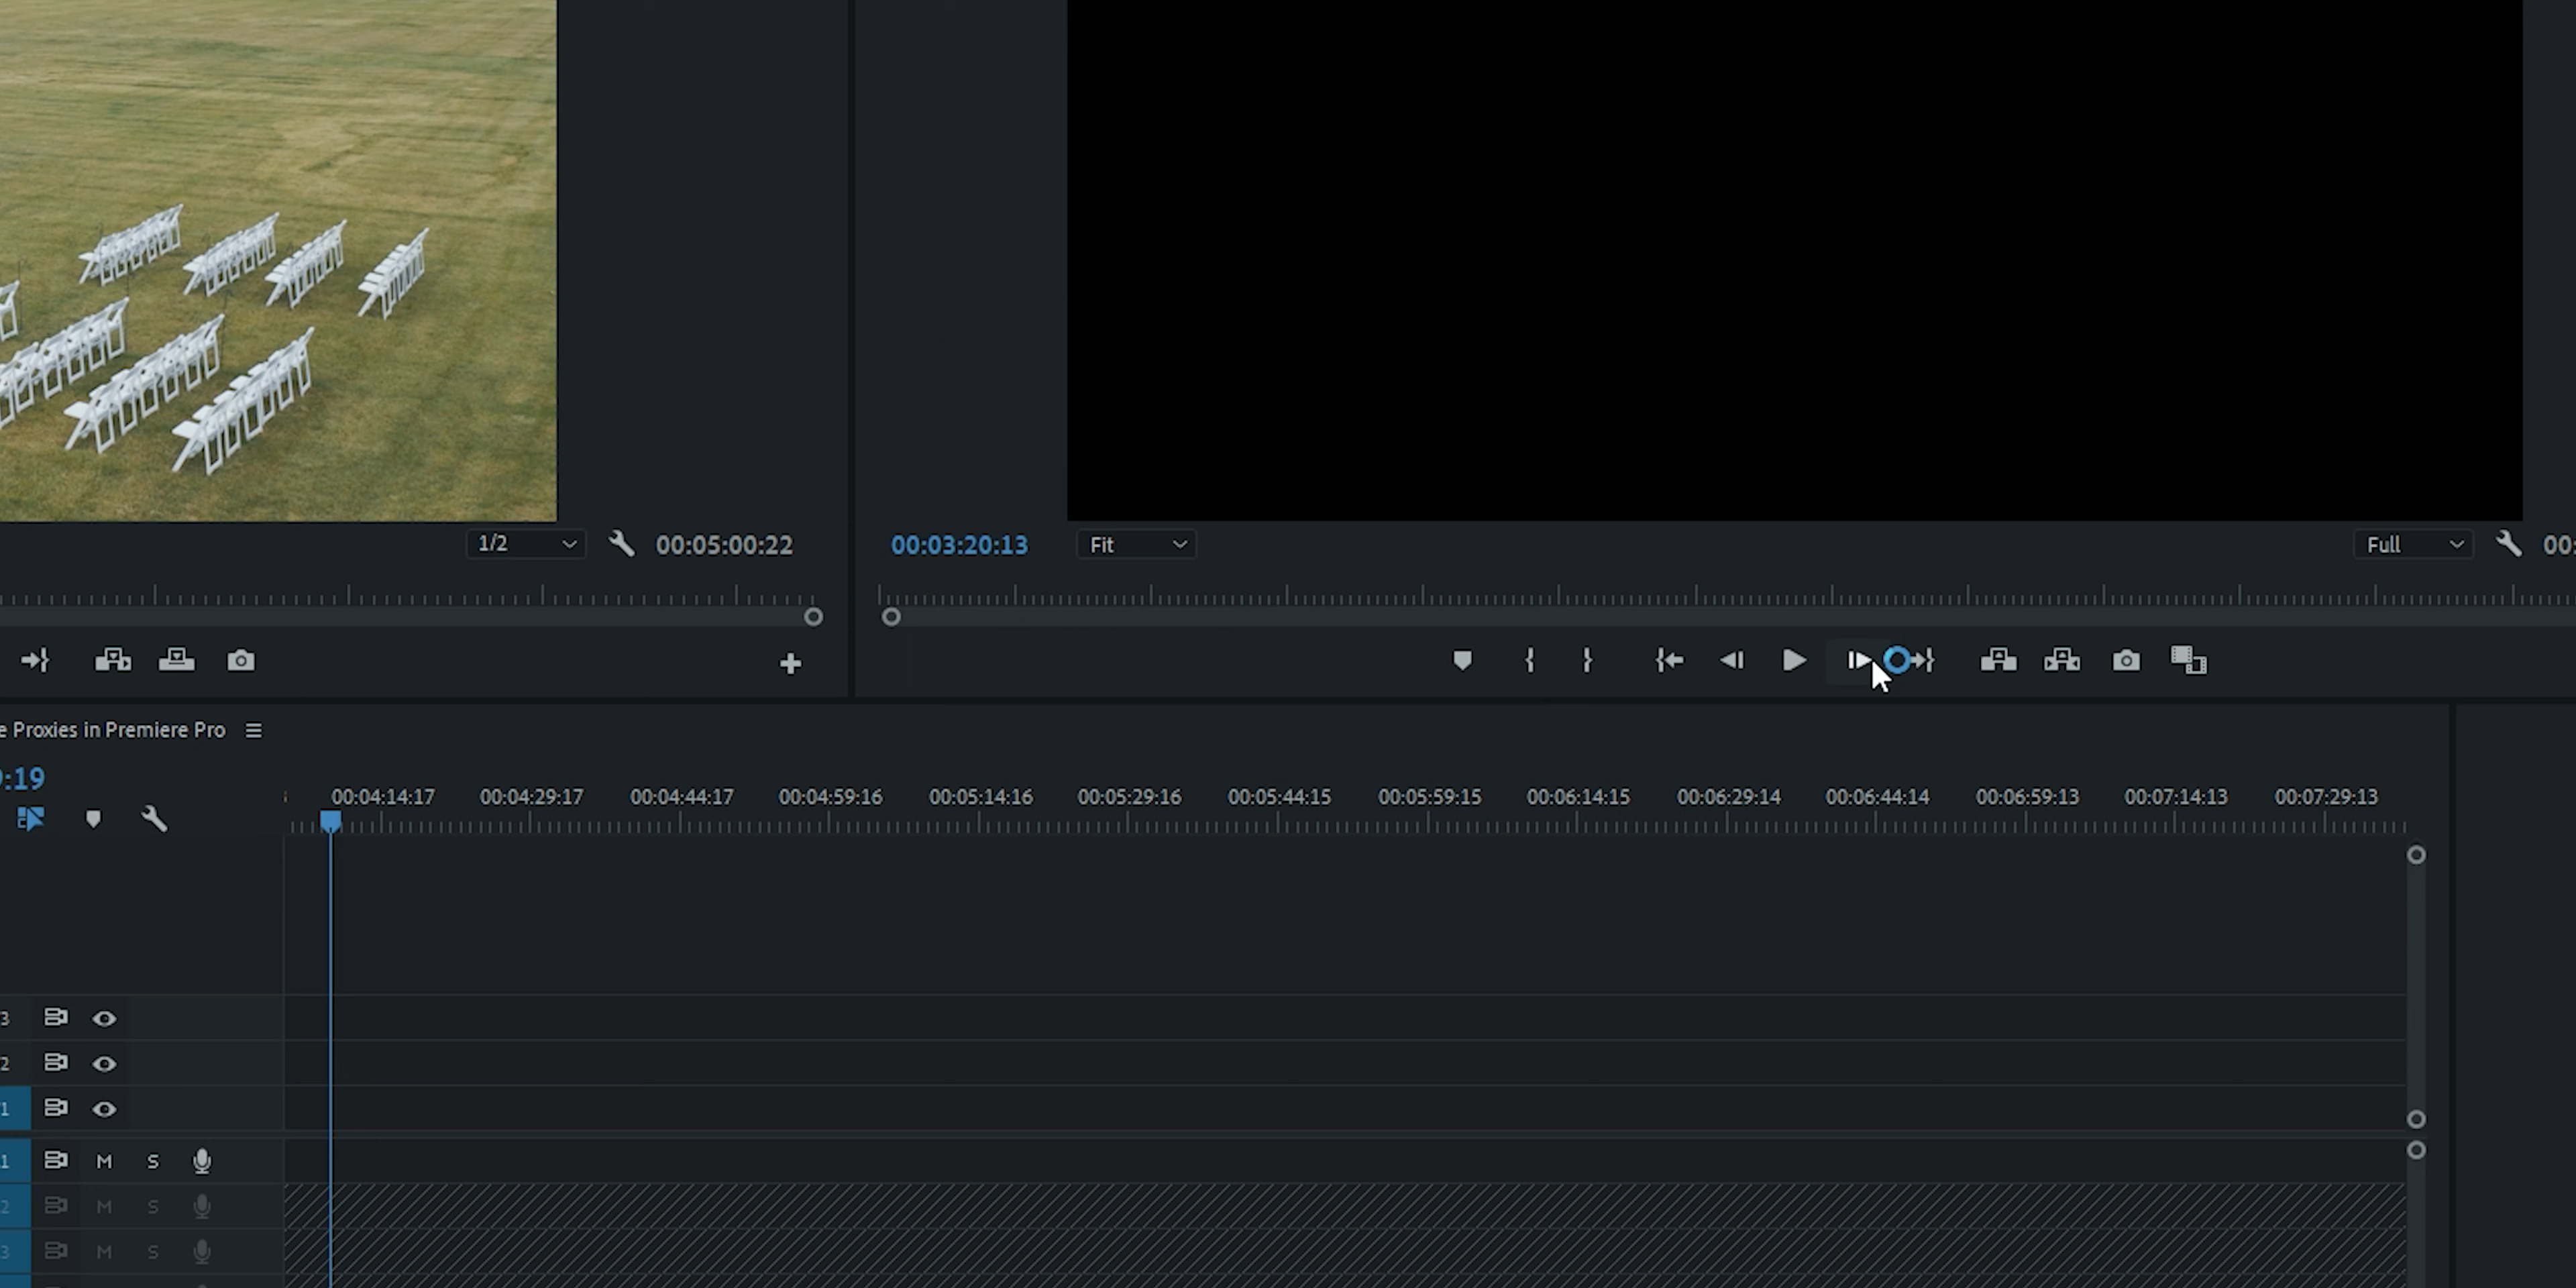 1/2 00:05:00:22 00:03:20:13 Fit Full 00:
e Proxies in Premiere Pro
:19
00:04:14:17 00:04:29:17 00:04:44:17 00:04:59:16 00:05:14:16 00:05:29:16 00:05:44:15 00:05:59:15 00:06:14:15 00:06:29:14 00:06:44:14 00:06:59:13 00:07:14:13 00:07:29:13
3
2
1
1 M S
2 M S
3 M S